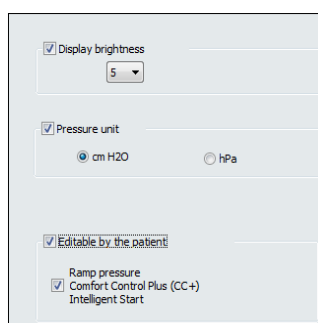 Display brightness
5
Pressure unit
cm H2O hPa
Editable by the patient
Ramp pressure
Comfort Control Plus (CC+)
Intelligent Start